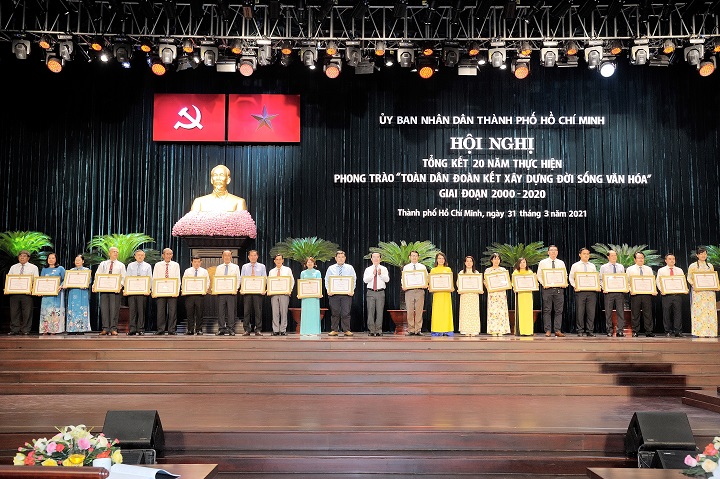 ỦY BAN NHÂN DÂN THÀNH PHỐ HỒ CHÍ MINH
HỘI NGHỊ
TỔNG KẾT 20 NĂM THỰC HIỆN
PHONG TRÀO "TOÀN DÂN ĐOÀN KẾT XÂY DỰNG ĐỜI SỐNG VĂN HÓA"
GIAI ĐOẠN 2000 - 2020
Thành phố Hồ Chí Minh, ngày 31 tháng 3 năm 2021